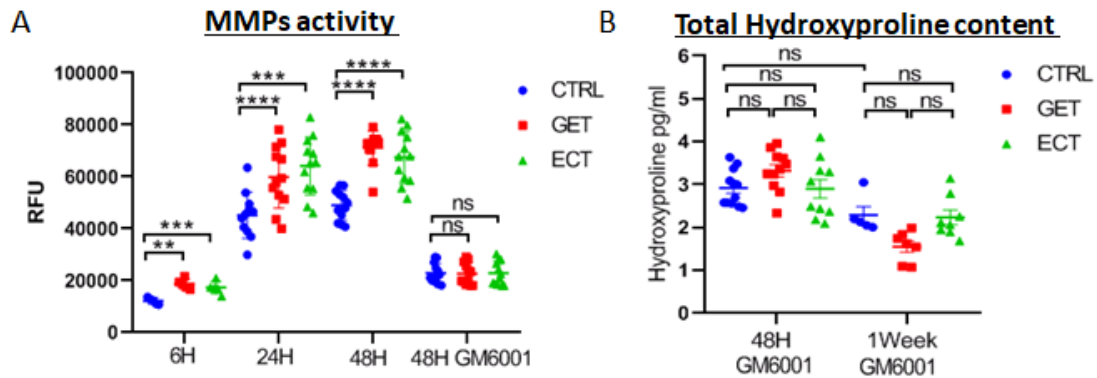 A
MMPs activity
100000
80000
60000
40000
20000
0
RFU
**
***
****
***
****
****
ns
ns
6H
24H
48H
48H GM6001
CTRL
GET
ECT
B
Total Hydroxyproline content
6
5
4
3
2
1
0
Hydroxyproline pg/ml
ns
ns
ns
ns
ns
ns
ns
48H
GM6001
1Week
GM6001
CTRL
GET
ECT